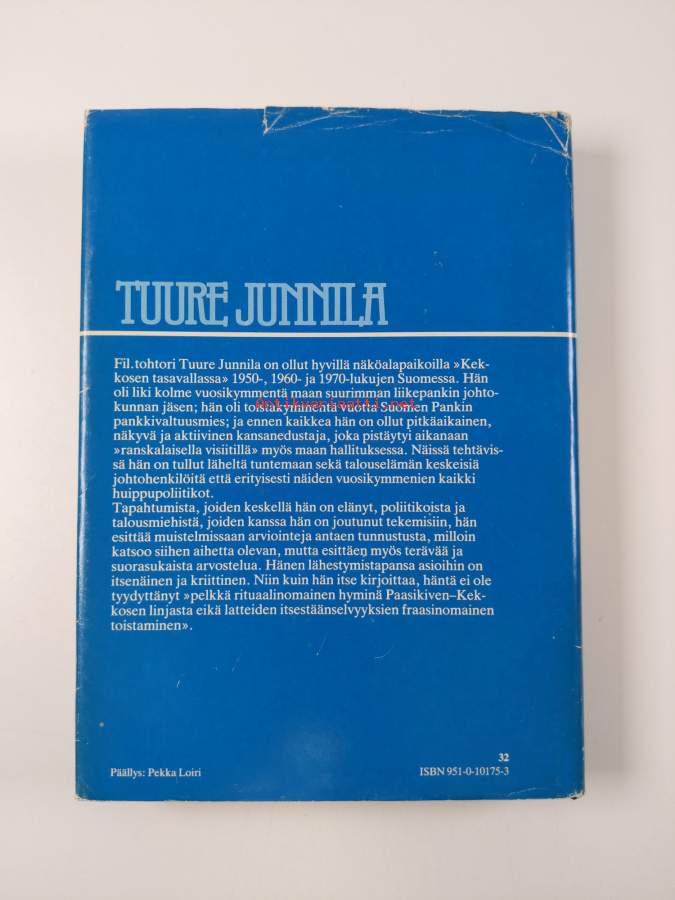 TUURE JUNNILA
Fil.tohtori Tuure Junnila on ollut hyvillä näköalapaikoilla »Kek-
kosen tasavallassa» 1950-, 1960- ja 1970-lukujen Suomessa. Hän
oli liki kolme vuosikymmentä maan suurimman liikepankin johto-
kunnan jäsen; hän oli toistakymmentä vuotta Suomen Pankin
Antikvariaatti.net
pankkivaltuusmies; ja ennen kaikkea hän on ollut pitkäaikainen,
näkyvä ja aktiivinen kansanedustaja, joka pistäytyi aikanaan
»ranskalaisella visiitillä» myös maan hallituksessa. Näissä tehtävis-
sä hän on tullut läheltä tuntemaan sekä talouselämän keskeisiä
johtohenkilöitä että erityisesti näiden vuosikymmenien kaikki
huippupoliitikot.
Tapahtumista, joiden keskellä hän on elänyt, poliitikoista ja
talousmiehistä, joiden kanssa hän on joutunut tekemisiin, hän
esittää muistelmissaan arviointeja antaen tunnustusta, milloin
katsoo siihen aihetta olevan, mutta esittäen myös terävää ja
suorasukaista arvostelua. Hänen lähestymistapansa asioihin on
itsenäinen ja kriittinen. Niin kuin hän itse kirjoittaa, häntä ei ole
tyydyttänyt »pelkkä rituaalinomainen hyminä Paasikiven–Kek-
kosen linjasta eikä latteiden itsestäänselvyyksien fraasinomainen
toistaminen».
32
Päällys: Pekka Loiri
ISBN 951-0-10175-3